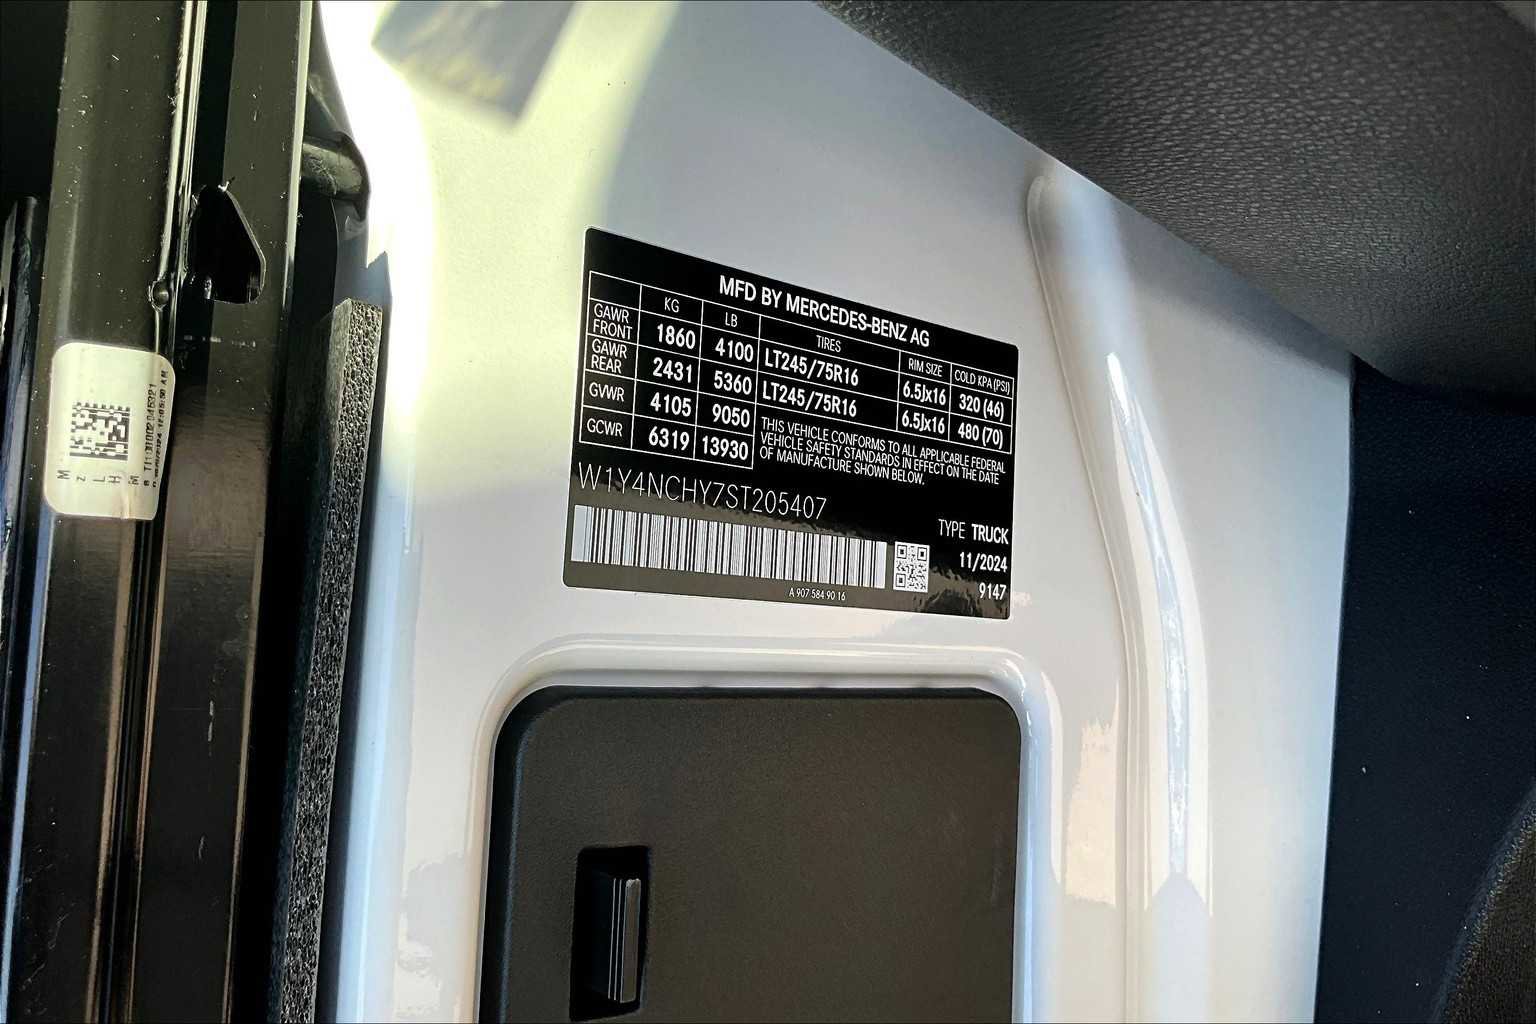 MFD BY MERCEDES-BENZ AG
KG LB TIRES RIM SIZE COLD KPA (PSI)
GAWR FRONT 1860 4100 LT245/75R16 6.5Jx16 320 (46)
GAWR REAR 2431 5360 LT245/75R16 6.5Jx16 480 (70)
GVWR 4105 9050
GCWR 6319 13930
THIS VEHICLE CONFORMS TO ALL APPLICABLE FEDERAL
VEHICLE SAFETY STANDARDS IN EFFECT ON THE DATE
OF MANUFACTURE SHOWN BELOW.
W1Y4NCHY7ST205407
TYPE TRUCK
11/2024
9147
A 907 584 90 16
M
z
L
H
M